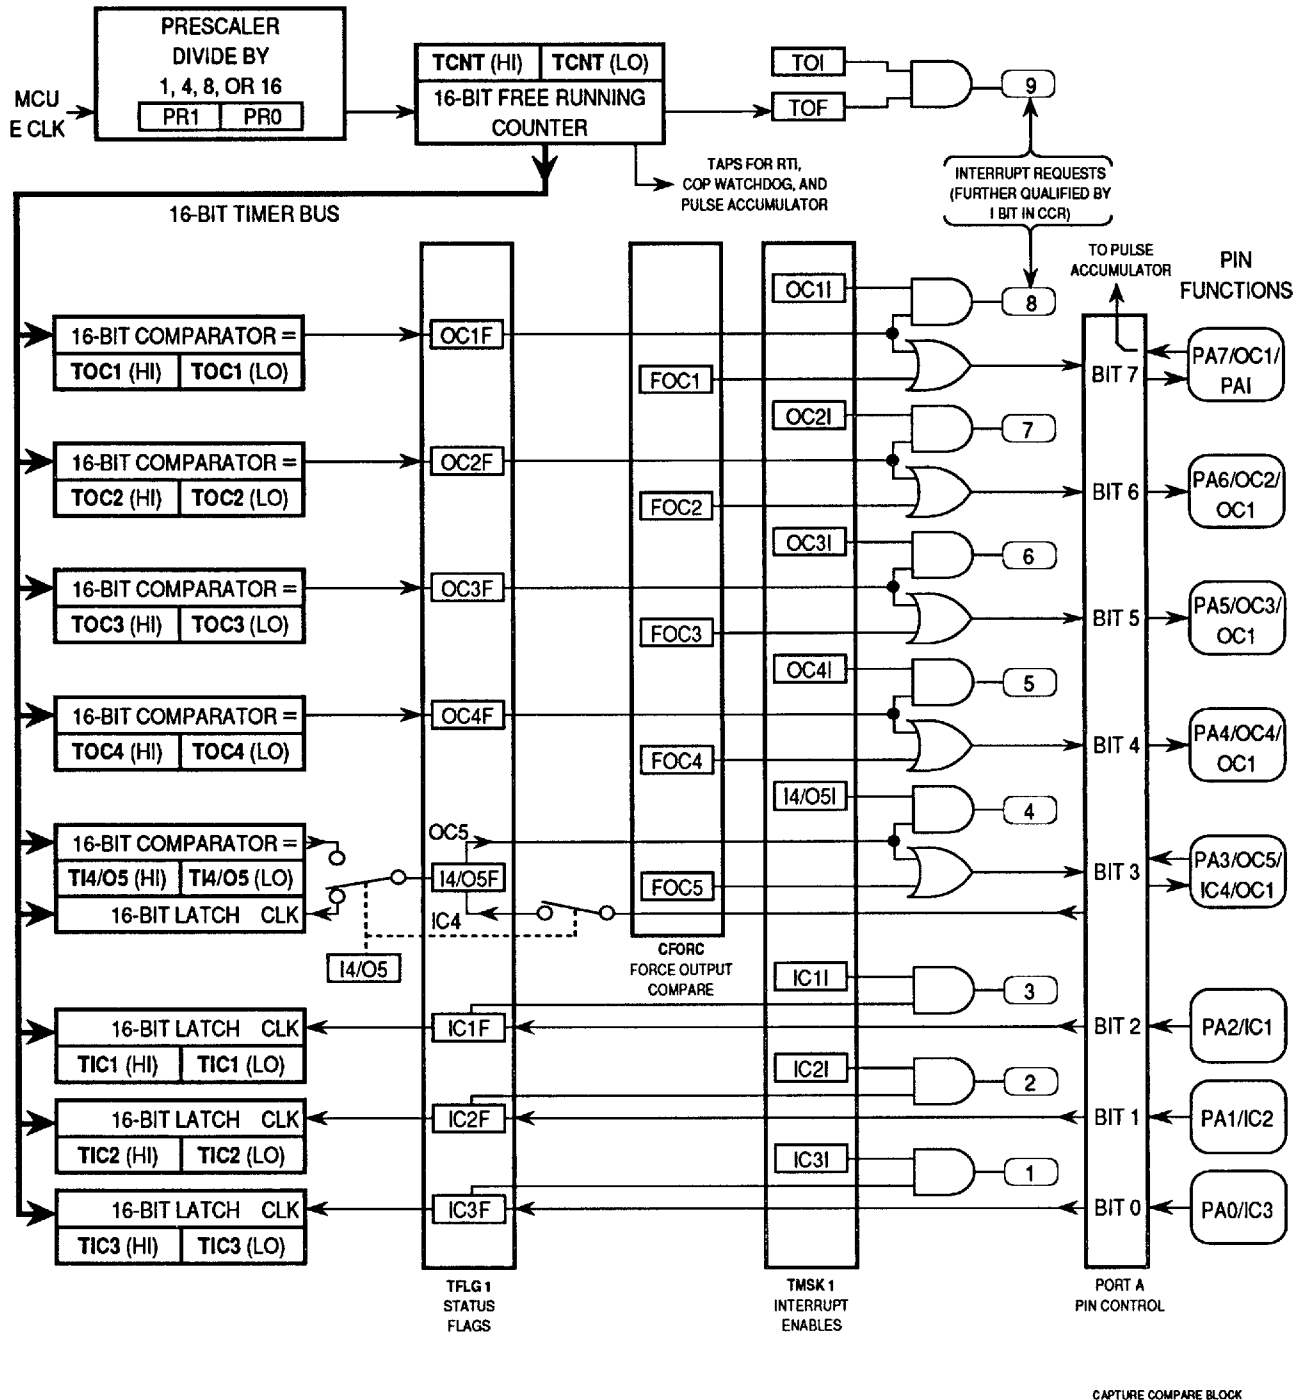 PRESCALER
DIVIDE BY
1, 4, 8, OR 16
PR1 PR0
MCU
E CLK
TCNT (HI) TCNT (LO)
16-BIT FREE RUNNING
COUNTER
TOI
TOF
9
TAPS FOR RTI,
COP WATCHDOG, AND
PULSE ACCUMULATOR
INTERRUPT REQUESTS
(FURTHER QUALIFIED BY
I BIT IN CCR)
16-BIT TIMER BUS
TO PULSE
ACCUMULATOR
PIN
FUNCTIONS
OC1I
8
16-BIT COMPARATOR =
TOC1 (HI) TOC1 (LO)
OC1F
FOC1
BIT 7
PA7/OC1/
PAI
OC2I
7
16-BIT COMPARATOR =
TOC2 (HI) TOC2 (LO)
OC2F
FOC2
BIT 6
PA6/OC2/
OC1
OC3I
6
16-BIT COMPARATOR =
TOC3 (HI) TOC3 (LO)
OC3F
FOC3
BIT 5
PA5/OC3/
OC1
OC4I
5
16-BIT COMPARATOR =
TOC4 (HI) TOC4 (LO)
OC4F
FOC4
BIT 4
PA4/OC4/
OC1
I4/O5I
4
16-BIT COMPARATOR =
TI4/O5 (HI) TI4/O5 (LO)
16-BIT LATCH CLK
OC5
I4/O5F
IC4
I4/O5
FOC5
BIT 3
PA3/OC5/
IC4/OC1
CFORC
FORCE OUTPUT
COMPARE
IC1I
3
16-BIT LATCH CLK
TIC1 (HI) TIC1 (LO)
IC1F
BIT 2
PA2/IC1
IC2I
2
16-BIT LATCH CLK
TIC2 (HI) TIC2 (LO)
IC2F
BIT 1
PA1/IC2
IC3I
1
16-BIT LATCH CLK
TIC3 (HI) TIC3 (LO)
IC3F
BIT 0
PA0/IC3
TFLG 1
STATUS
FLAGS
TMSK 1
INTERRUPT
ENABLES
PORT A
PIN CONTROL
CAPTURE COMPARE BLOCK